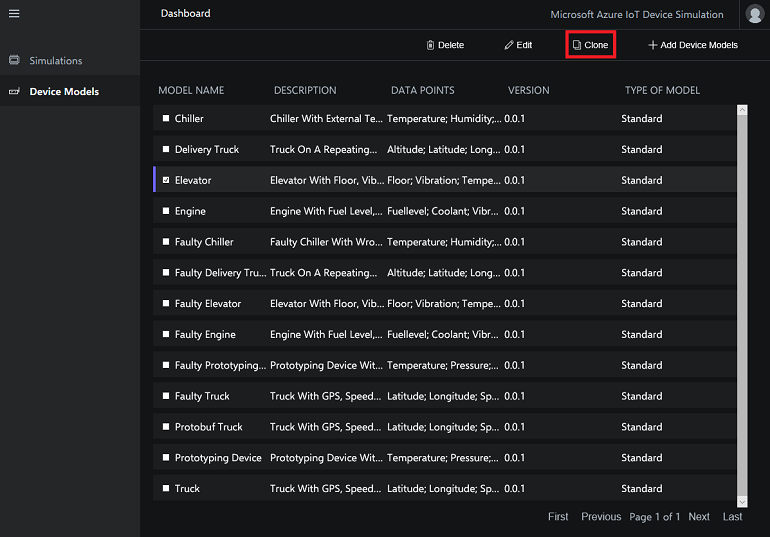 Dashboard
Microsoft Azure IoT Device Simulation
Delete Edit Clone Add Device Models
Simulations
Device Models
MODEL NAME DESCRIPTION DATA POINTS VERSION TYPE OF MODEL
Chiller Chiller With External Te... Temperature; Humidity;... 0.0.1 Standard
Delivery Truck Truck On A Repeating... Altitude; Latitude; Long... 0.0.1 Standard
Elevator Elevator With Floor, Vib... Floor; Vibration; Tempe... 0.0.1 Standard
Engine Engine With Fuel Level,... Fuellevel; Coolant; Vibr... 0.0.1 Standard
Faulty Chiller Faulty Chiller With Wro... Temperature; Humidity;... 0.0.1 Standard
Faulty Delivery Tru... Truck On A Repeating... Altitude; Latitude; Long... 0.0.1 Standard
Faulty Elevator Elevator With Floor, Vib... Floor; Vibration; Tempe... 0.0.1 Standard
Faulty Engine Engine With Fuel Level,... Fuellevel; Coolant; Vibr... 0.0.1 Standard
Faulty Prototyping... Prototyping Device Wit... Temperature; Pressure;... 0.0.1 Standard
Faulty Truck Truck With GPS, Speed... Latitude; Longitude; Sp... 0.0.1 Standard
Protobuf Truck Truck With GPS, Speed... Latitude; Longitude; Sp... 0.0.1 Standard
Prototyping Device Prototyping Device Wit... Temperature; Pressure;... 0.0.1 Standard
Truck Truck With GPS, Speed... Latitude; Longitude; Sp... 0.0.1 Standard
First Previous Page 1 of 1 Next Last